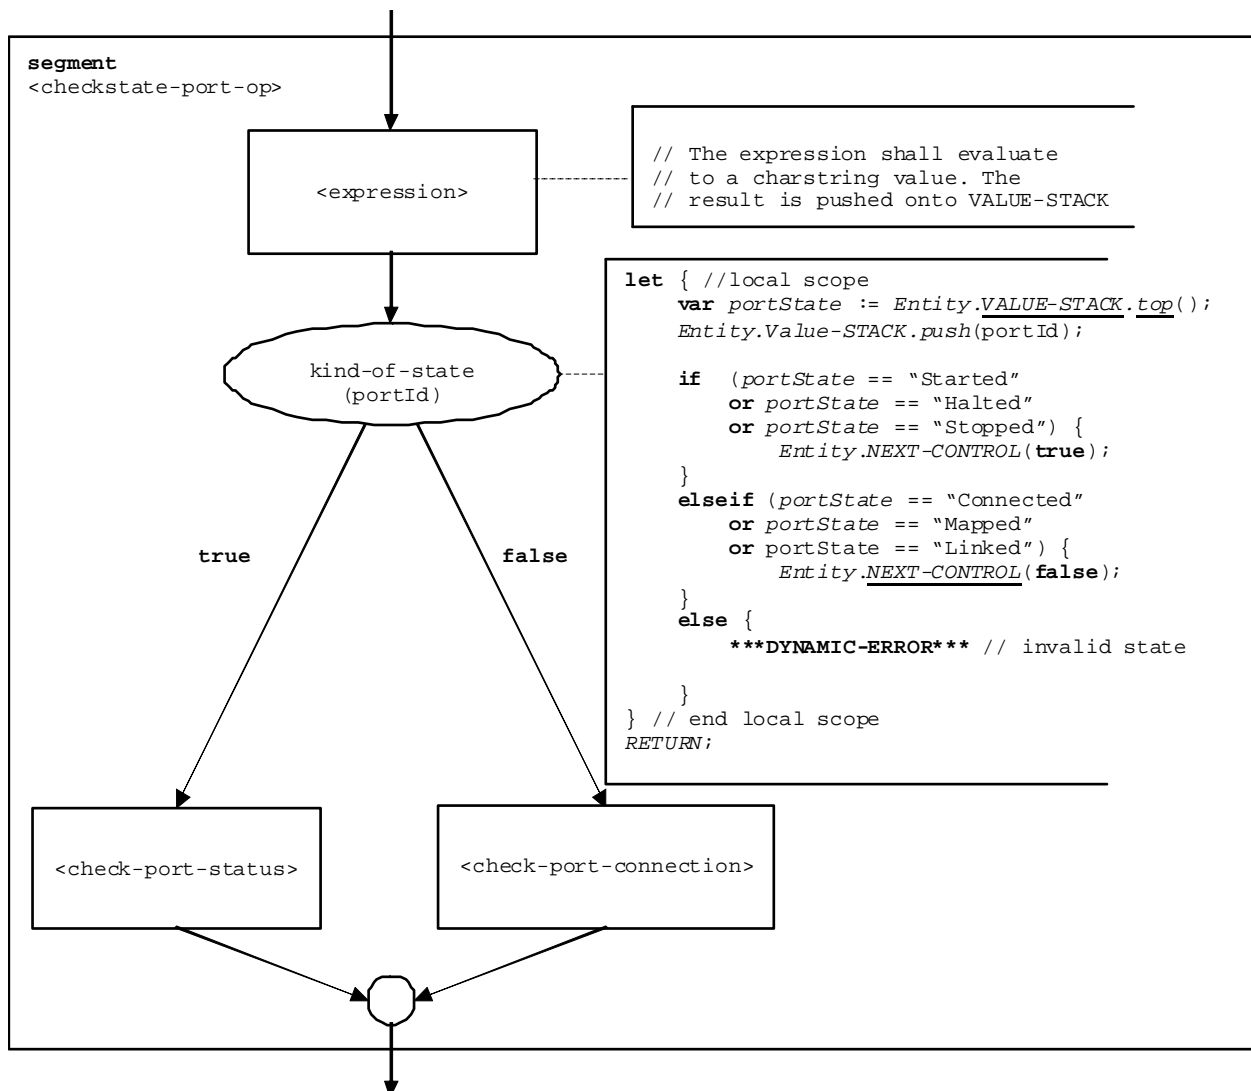 segment
<checkstate-port-op>
<expression>
// The expression shall evaluate
// to a charstring value. The
// result is pushed onto VALUE-STACK
kind-of-state
(portId)
let { //local scope
var portState := Entity.VALUE-STACK.top();
Entity.Value-STACK.push(portId);
if (portState == “Started”
or portState == “Halted”
or portState == “Stopped”) {
Entity.NEXT-CONTROL(true);
}
elseif (portState == “Connected”
or portState == “Mapped”
or portState == “Linked”) {
Entity.NEXT-CONTROL(false);
}
else {
***DYNAMIC-ERROR*** // invalid state
}
} // end local scope
RETURN;
true
false
<check-port-status>
<check-port-connection>